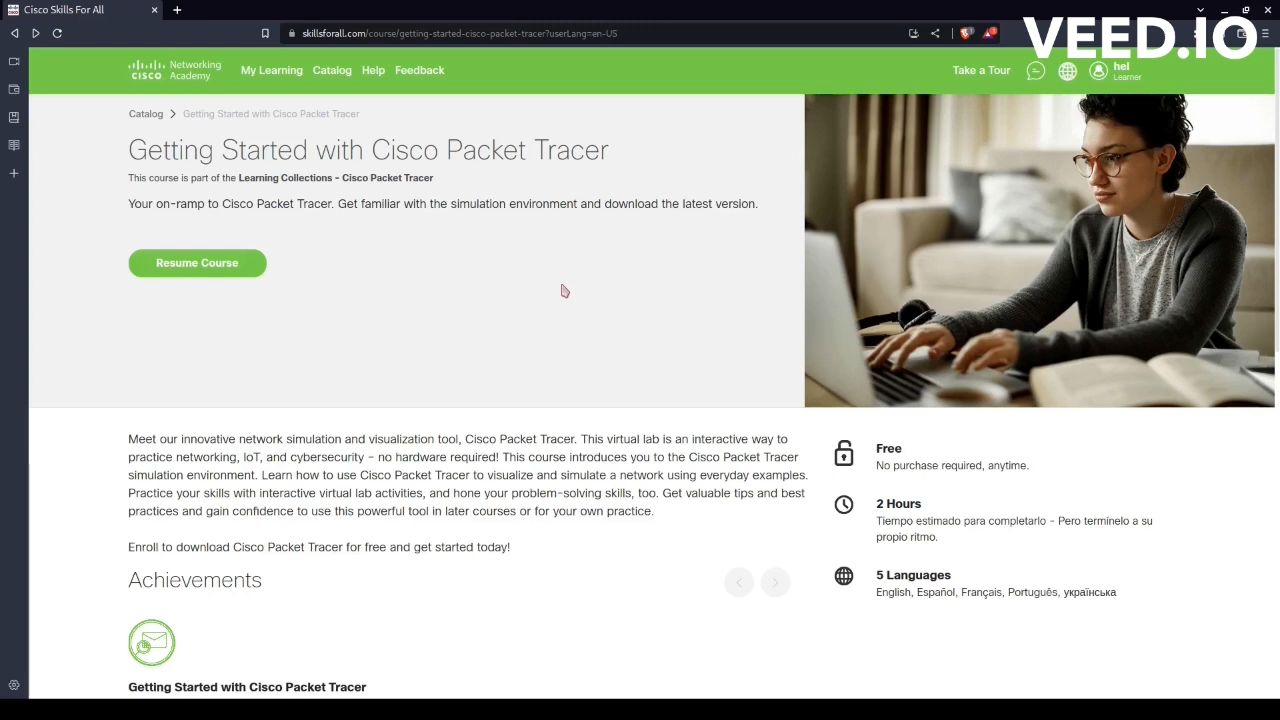 Cisco Skills For All
skillsforall.com/course/getting-started-cisco-packet-tracer?userLang=en-US
VEED.IO
CISCO
Networking
Academy
My Learning
Catalog
Help
Feedback
Take a Tour
hel
Learner
Catalog > Getting Started with Cisco Packet Tracer
Getting Started with Cisco Packet Tracer
This course is part of the Learning Collections - Cisco Packet Tracer
Your on-ramp to Cisco Packet Tracer. Get familiar with the simulation environment and download the latest version.
Resume Course
Meet our innovative network simulation and visualization tool, Cisco Packet Tracer. This virtual lab is an interactive way to
practice networking, IoT, and cybersecurity - no hardware required! This course introduces you to the Cisco Packet Tracer
simulation environment. Learn how to use Cisco Packet Tracer to visualize and simulate a network using everyday examples.
Practice your skills with interactive virtual lab activities, and hone your problem-solving skills, too. Get valuable tips and best
practices and gain confidence to use this powerful tool in later courses or for your own practice.
Enroll to download Cisco Packet Tracer for free and get started today!
Free
No purchase required, anytime.
2 Hours
Tiempo estimado para completarlo - Pero termínelo a su
propio ritmo.
5 Languages
English, Español, Français, Português, українська
Achievements
Getting Started with Cisco Packet Tracer